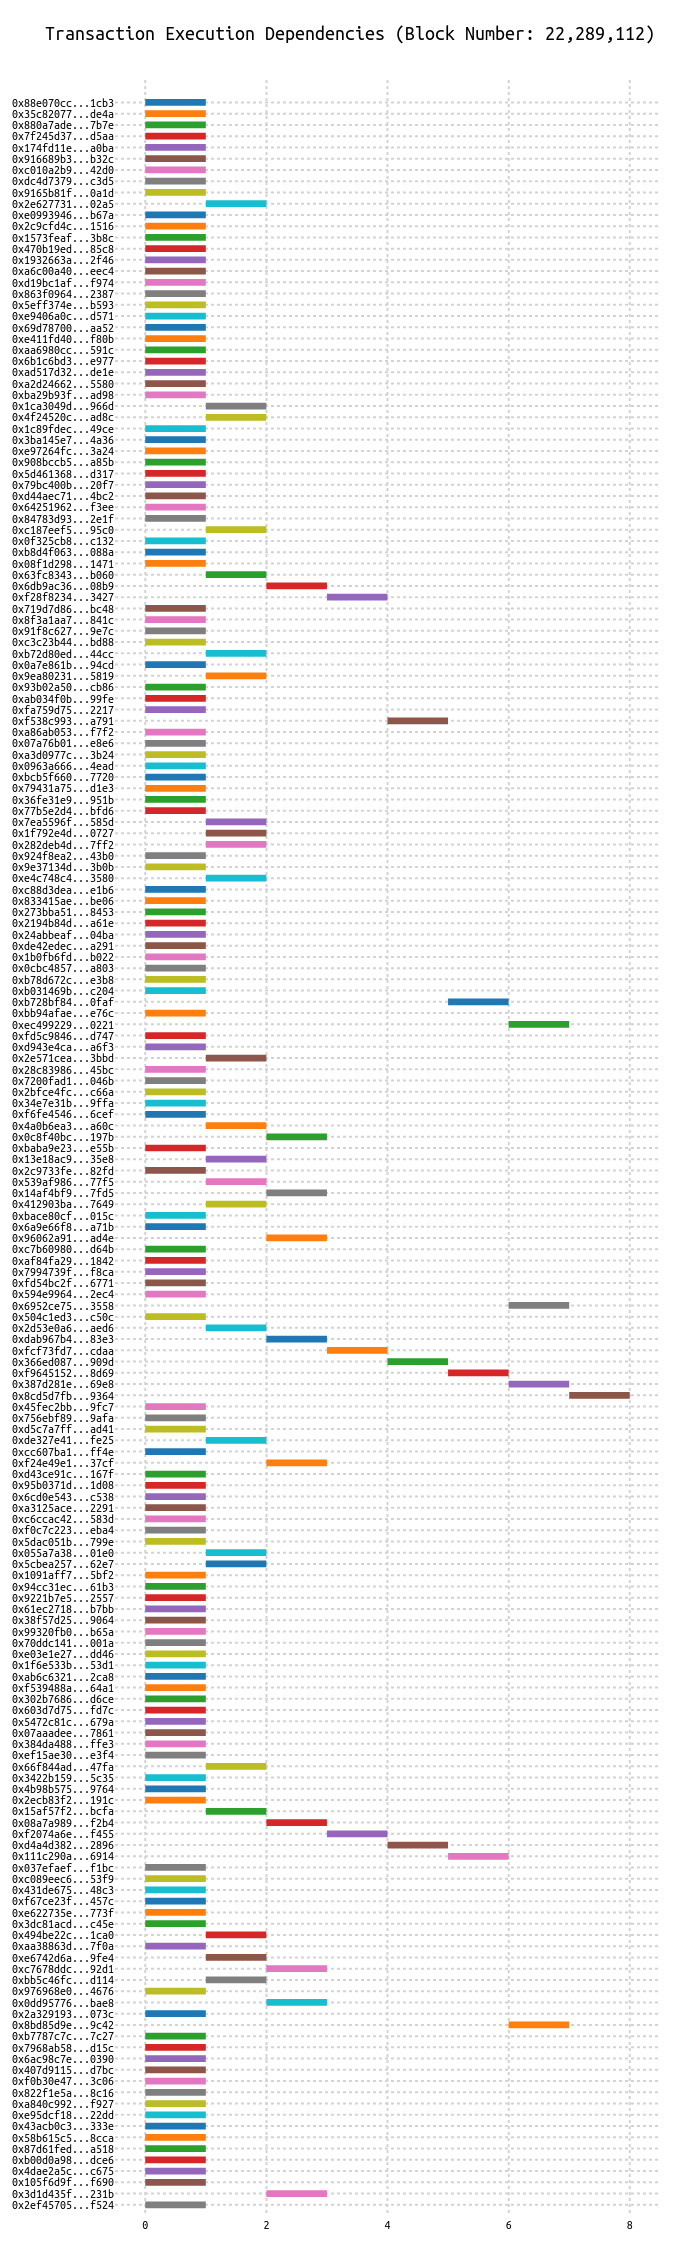 Transaction Execution Dependencies (Block Number: 22,289,112)
0x88e070cc...1cb3
0x35c82077...de4a
0x880a7ade...7b7e
0x7f245d37...d5aa
0x174fd11e...a0ba
0x916689b3...b32c
0xc010a2b9...42d0
0xdc4d7379...c3d5
0x9165b81f...0a1d
0x2e627731...02a5
0xe0993946...b67a
0x2c9cfd4c...1516
0x1573feaf...3b8c
0x470b19ed...85c8
0x1932663a...2f46
0xa6c00a40...eec4
0xd19bc1af...f974
0x863f0964...2387
0x5eff374e...b593
0xe9406a0c...d571
0x69d78700...aa52
0xe411fd40...f80b
0xaa6980cc...591c
0x6b1c6bd3...e977
0xad517d32...de1e
0xa2d24662...5580
0xba29b93f...ad98
0x1ca3049d...966d
0x4f24520c...ad8c
0x1c89fdec...49ce
0x3ba145e7...4a36
0xe97264fc...3a24
0x908bccb5...a85b
0x5d461368...d317
0x79bc400b...20f7
0xd44aec71...4bc2
0x64251962...f3ee
0x84783d93...2e1f
0xc187eef5...95c0
0x0f325cb8...c132
0xb8d4f063...088a
0x08f1d298...1471
0x63fc8343...b060
0x6db9ac36...08b9
0xf28f8234...3427
0x719d7d86...bc48
0x8f3a1aa7...841c
0x91f8c627...9e7c
0xc3c23b44...bd88
0xb72d80ed...44cc
0x0a7e861b...94cd
0x9ea80231...5819
0x93b02a50...cb86
0xab034f0b...99fe
0xfa759d75...2217
0xf538c993...a791
0xa86ab053...f7f2
0x07a76b01...e8e6
0xa3d0977c...3b24
0x0963a666...4ead
0xbcb5f660...7720
0x79431a75...d1e3
0x36fe31e9...951b
0x77b5e2d4...bfd6
0x7ea5596f...585d
0x1f792e4d...0727
0x282deb4d...7ff2
0x924f8ea2...43b0
0x9e37134d...3b0b
0xe4c748c4...3580
0xc88d3dea...e1b6
0x833415ae...be06
0x273bba51...8453
0x2194b84d...a61e
0x24abbeaf...04ba
0xde42edec...a291
0x1b0fb6fd...b022
0x0cbc4857...a803
0xb78d672c...e3b8
0xb031469b...c204
0xb728bf84...0faf
0xbb94afae...e76c
0xec499229...0221
0xfd5c9846...d747
0xd943e4ca...a6f3
0x2e571cea...3bbd
0x28c83986...45bc
0x7200fad1...046b
0x2bfce4fc...c66a
0x34e7e31b...9ffa
0xf6fe4546...6cef
0x4a0b6ea3...a60c
0x0c8f40bc...197b
0xbaba9e23...e55b
0x13e18ac9...35e8
0x2c9733fe...82fd
0x539af986...77f5
0x14af4bf9...7fd5
0x412903ba...7649
0xbace80cf...015c
0x6a9e66f8...a71b
0x96062a91...ad4e
0xc7b60980...d64b
0xaf84fa29...1842
0x7994739f...f8ca
0xfd54bc2f...6771
0x594e9964...2ec4
0x6952ce75...3558
0x504c1ed3...c50c
0x2d53e0a6...aed6
0xdab967b4...83e3
0xfcf73fd7...cdaa
0x366ed087...909d
0xf9645152...8d69
0x387d281e...69e8
0x8cd5d7fb...9364
0x45fec2bb...9fc7
0x756ebf89...9afa
0xd5c7a7ff...ad41
0xde327e41...fe25
0xcc607ba1...ff4e
0xf24e49e1...37cf
0xd43ce91c...167f
0x95b0371d...1d08
0x6cd0e543...c538
0xa3125ace...2291
0xc6ccac42...583d
0xf0c7c223...eba4
0x5dac051b...799e
0x055a7a38...01e0
0x5cbea257...62e7
0x1091aff7...5bf2
0x94cc31ec...61b3
0x9221b7e5...2557
0x61ec2718...b7bb
0x38f57d25...9064
0x99320fb0...b65a
0x70ddc141...001a
0xe03e1e27...dd46
0x1f6e533b...53d1
0xab6c6321...2ca8
0xf539488a...64a1
0x302b7686...d6ce
0x603d7d75...fd7c
0x5472c81c...679a
0x07aaadee...7861
0x384da488...ffe3
0xef15ae30...e3f4
0x66f844ad...47fa
0x3422b159...5c35
0x4b98b575...9764
0x2ecb83f2...191c
0x15af57f2...bcfa
0x08a7a989...f2b4
0xf2074a6e...f455
0xd4a4d382...2896
0x111c290a...6914
0x037efaef...f1bc
0xc089eec6...53f9
0x431de675...48c3
0xf67ce23f...457c
0xe622735e...773f
0x3dc81acd...c45e
0x494be22c...1ca0
0xaa38863d...7f0a
0xe6742d6a...9fe4
0xc7678ddc...92d1
0xbb5c46fc...d114
0x976968e0...4676
0x0dd95776...bae8
0x2a329193...073c
0x8bd85d9e...9c42
0xb7787c7c...7c27
0x7968ab58...d15c
0x6ac98c7e...0390
0x407d9115...d7bc
0xf0b30e47...3c06
0x822f1e5a...8c16
0xa840c992...f927
0xe95dcf18...22dd
0x43acb0c3...333e
0x58b615c5...8cca
0x87d61fed...a518
0xb00d0a98...dce6
0x4dae2a5c...c675
0x105f6d9f...f690
0x3d1d435f...231b
0x2ef45705...f524
0 2 4 6 8